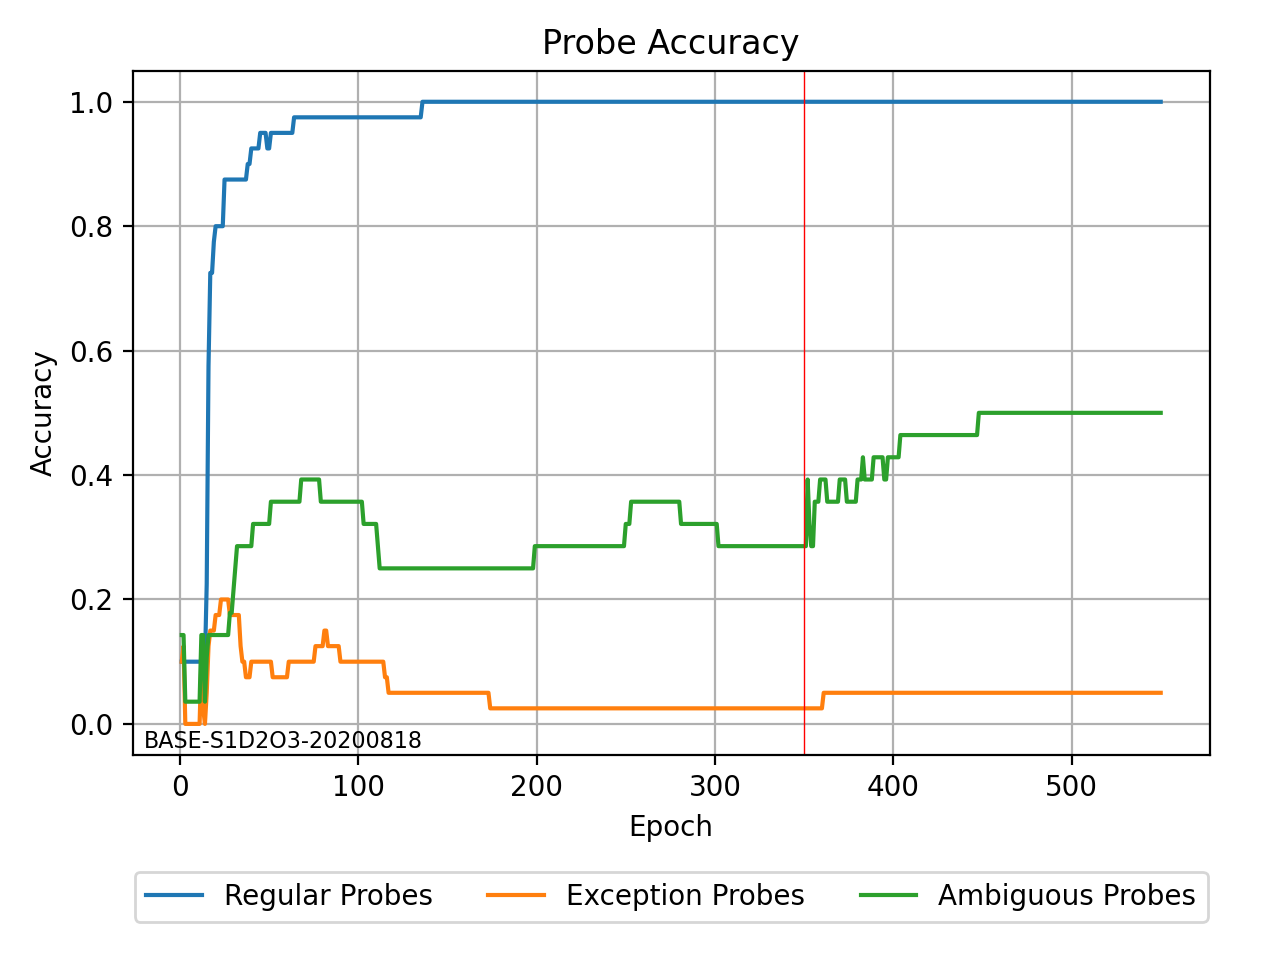 Probe Accuracy
1.0
0.8
0.6
0.4
0.2
0.0
Accuracy
BASE-S1D2O3-20200818
0 100 200 300 400 500
Epoch
Regular Probes Exception Probes Ambiguous Probes